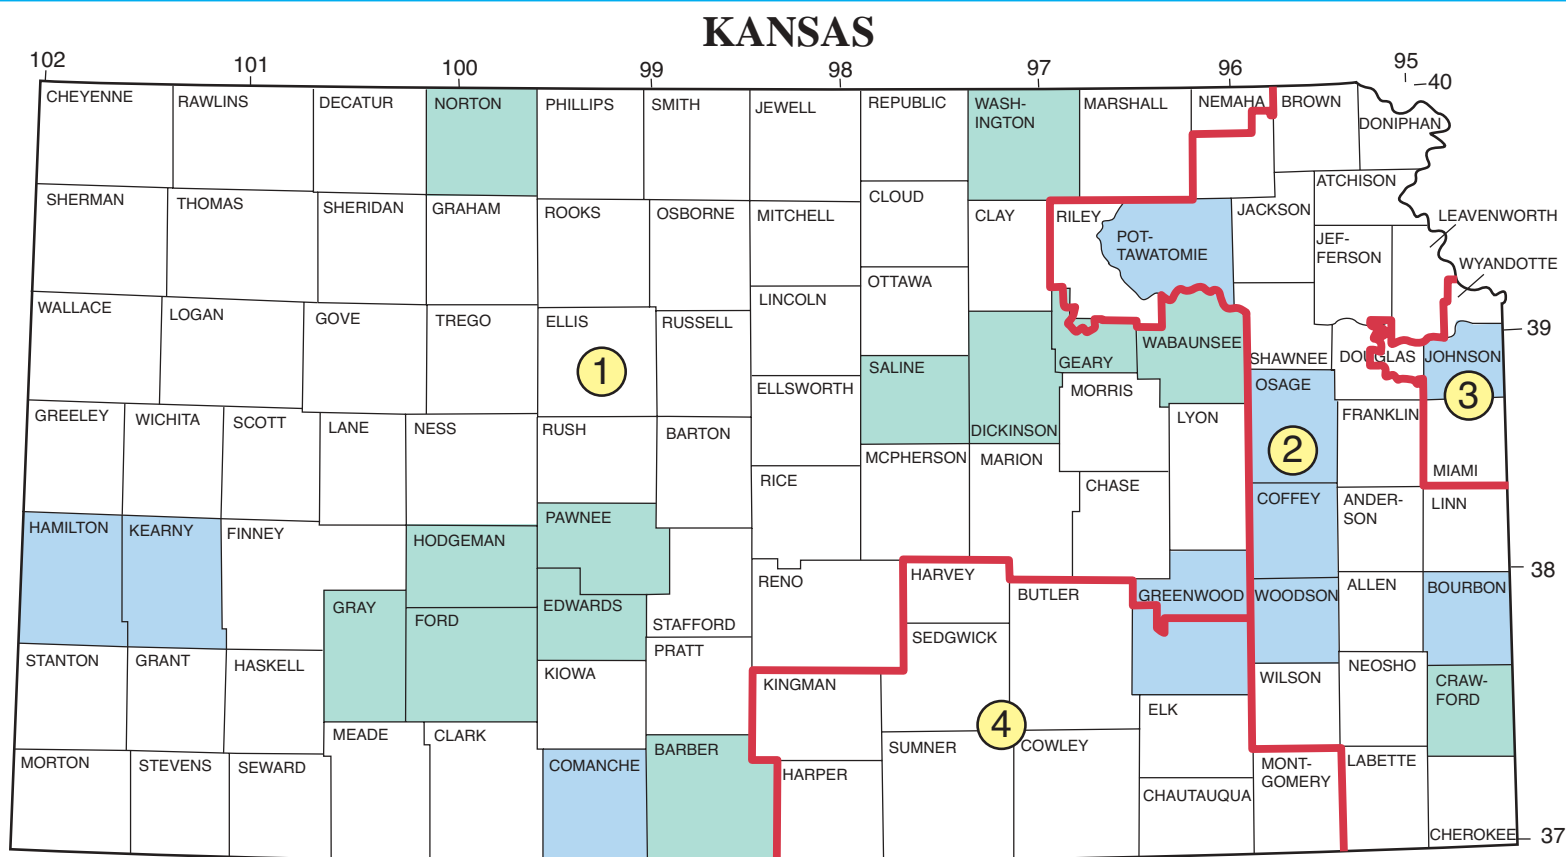 KANSAS
102
101
100
99
98
97
96
95
40
CHEYENNE
RAWLINS
DECATUR
NORTON
PHILLIPS
SMITH
JEWELL
REPUBLIC
WASH-
INGTON
MARSHALL
NEMAHA
BROWN
DONIPHAN
SHERMAN
THOMAS
SHERIDAN
GRAHAM
ROOKS
OSBORNE
MITCHELL
CLOUD
CLAY
RILEY
POT-
TAWATOMIE
JACKSON
ATCHISON
JEF-
FERSON
LEAVENWORTH
WYANDOTTE
WALLACE
LOGAN
GOVE
TREGO
ELLIS
RUSSELL
LINCOLN
OTTAWA
39
1
ELLSWORTH
SALINE
DICKINSON
GEARY
WABAUNSEE
MORRIS
SHAWNEE
DOUGLAS
JOHNSON
3
OSAGE
2
GREELEY
WICHITA
SCOTT
LANE
NESS
RUSH
BARTON
RICE
MCPHERSON
MARION
CHASE
LYON
FRANKLIN
MIAMI
COFFEY
ANDER-
SON
LINN
HAMILTON
KEARNY
FINNEY
HODGEMAN
PAWNEE
38
GRAY
FORD
EDWARDS
STAFFORD
RENO
HARVEY
BUTLER
GREENWOOD
WOODSON
ALLEN
BOURBON
SEDGWICK
STANTON
GRANT
HASKELL
KIOWA
PRATT
KINGMAN
4
ELK
WILSON
NEOSHO
CRAW-
FORD
MEADE
CLARK
COMANCHE
BARBER
HARPER
SUMNER
COWLEY
CHAUTAUQUA
MONT-
GOMERY
LABETTE
CHEROKEE
37
MORTON
STEVENS
SEWARD